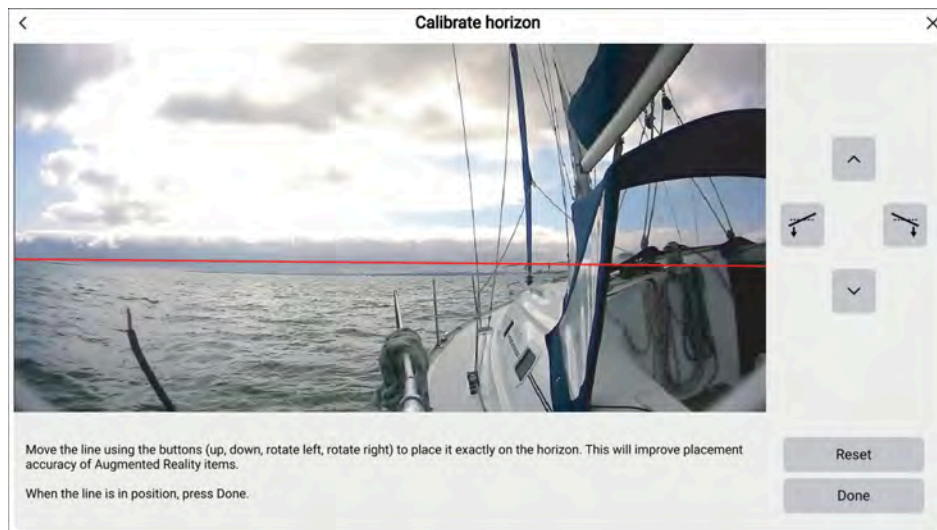 Calibrate horizon
Move the line using the buttons (up, down, rotate left, rotate right) to place it exactly on the horizon. This will improve placement
accuracy of Augmented Reality items.
When the line is in position, press Done.
Reset
Done